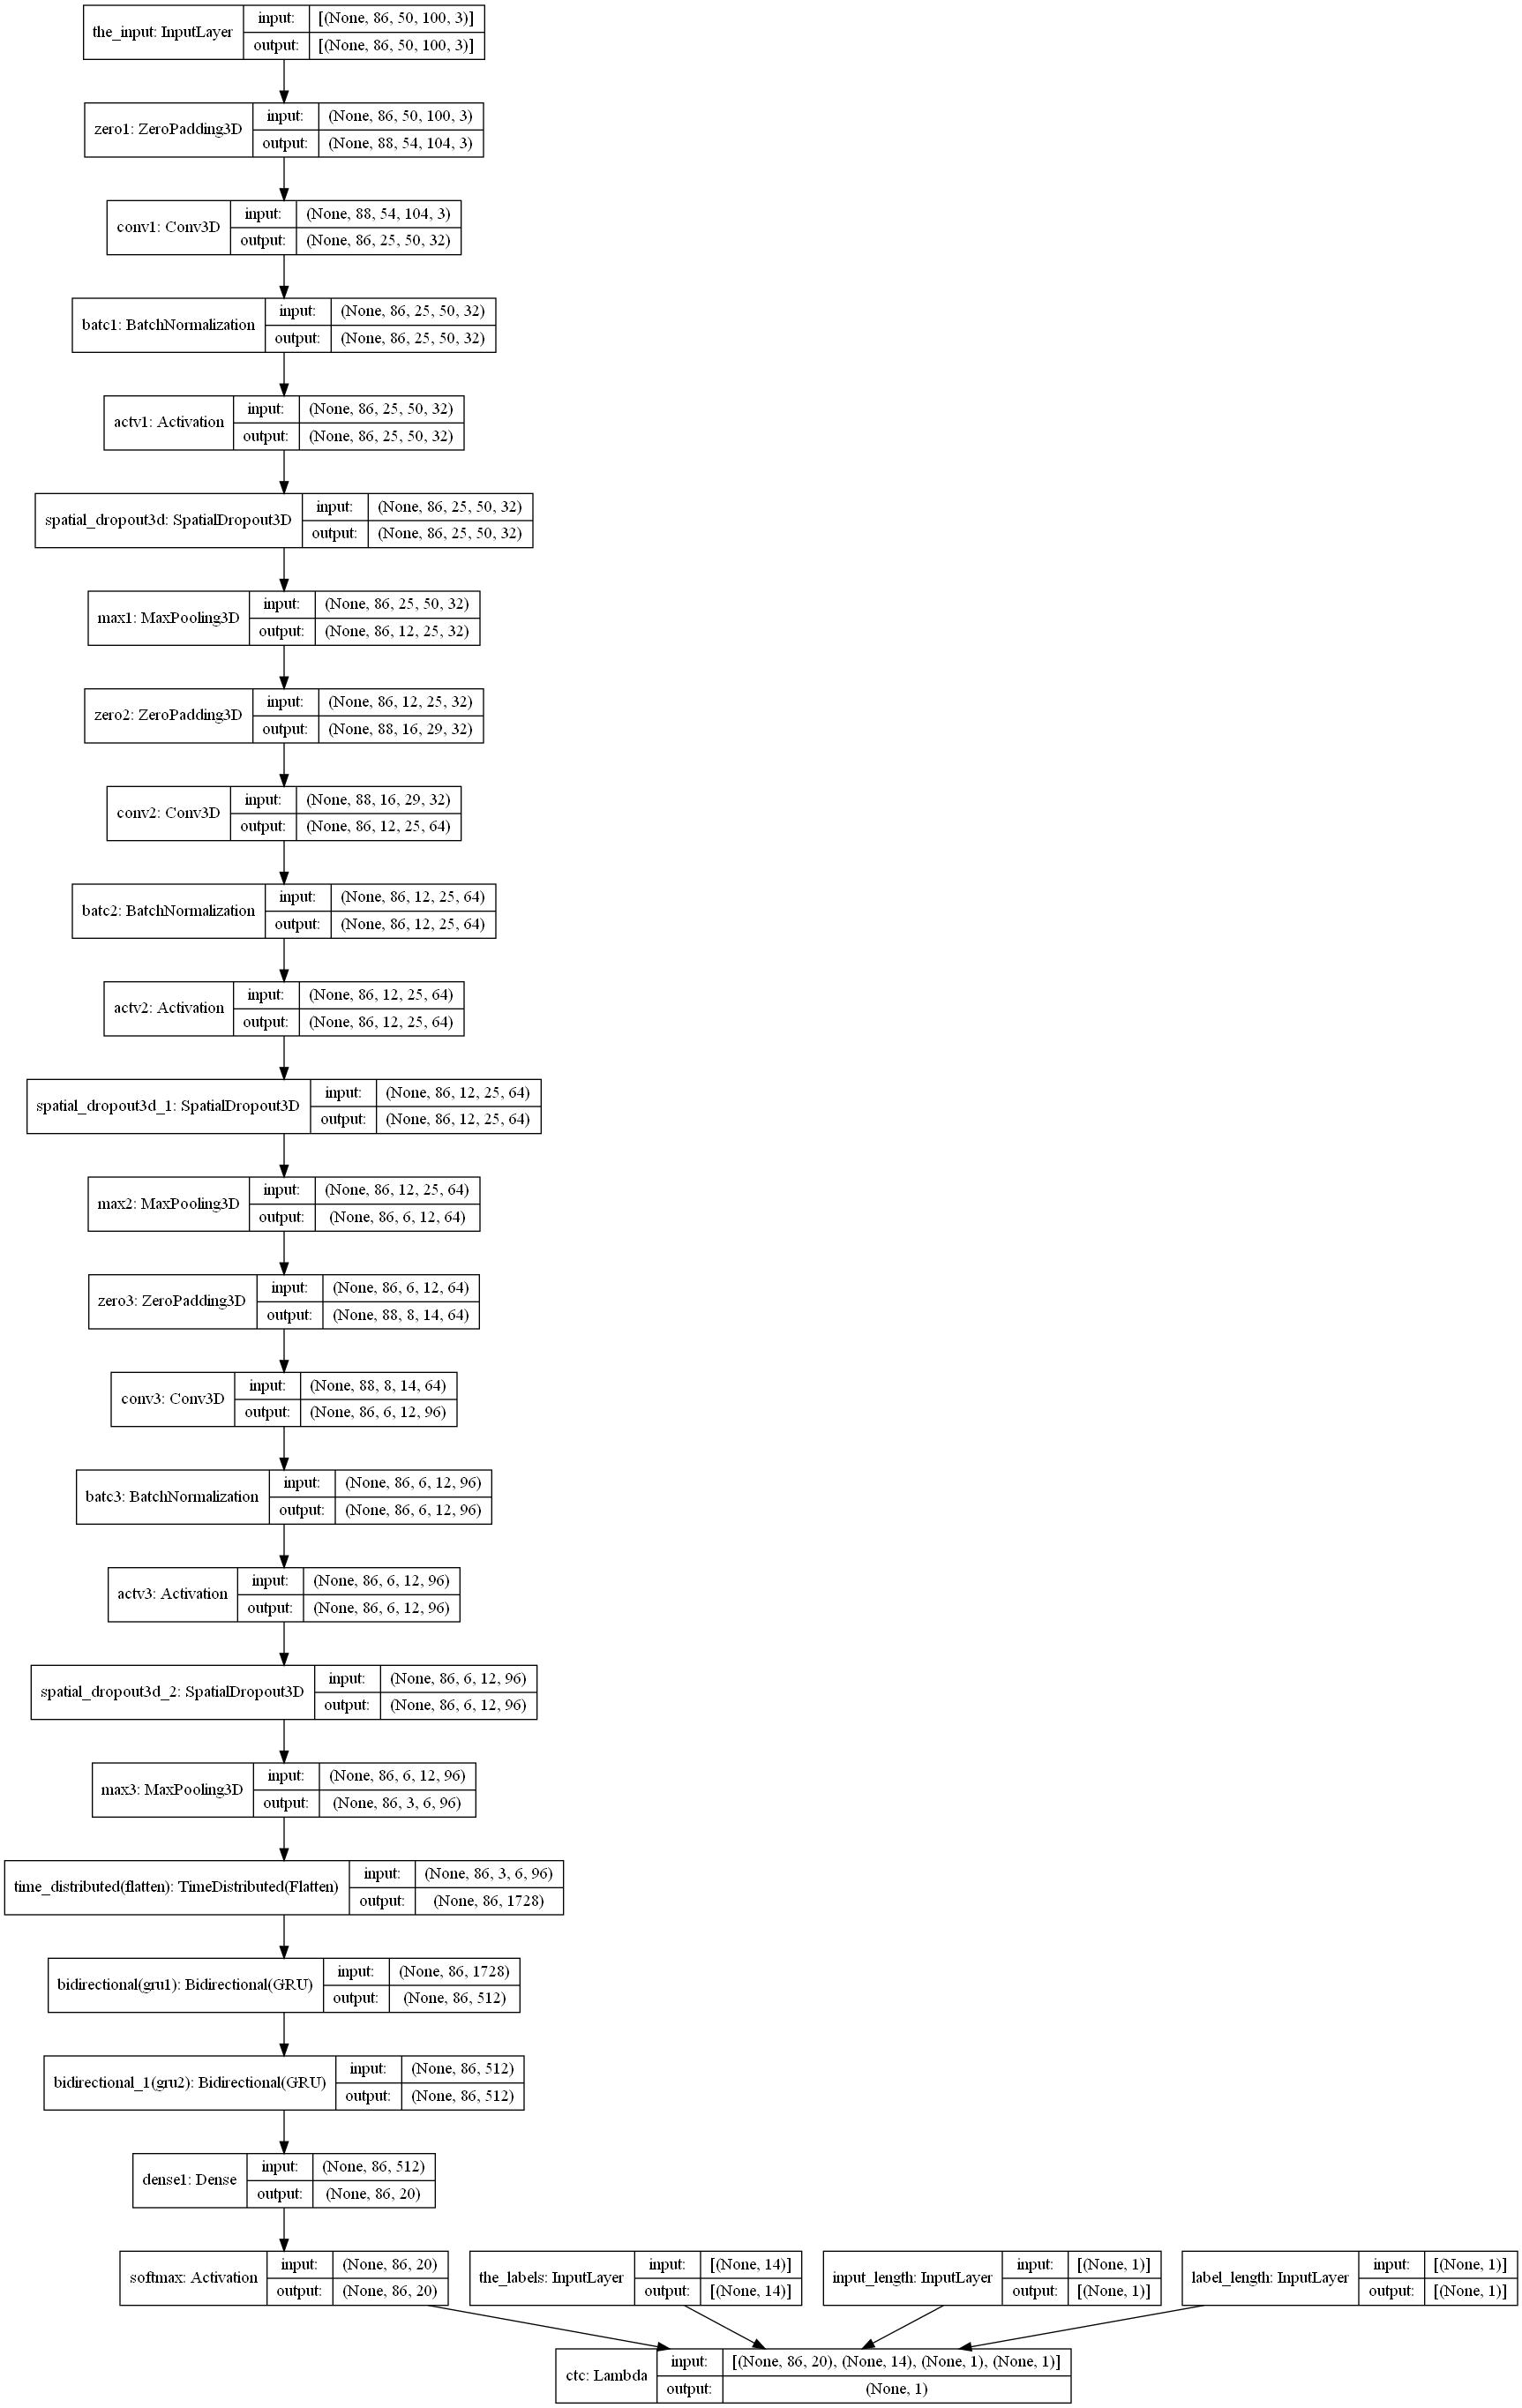 the_input: InputLayer input: [(None, 86, 50, 100, 3)]
output: [(None, 86, 50, 100, 3)]
zero1: ZeroPadding3D input: (None, 86, 50, 100, 3)
output: (None, 88, 54, 104, 3)
conv1: Conv3D input: (None, 88, 54, 104, 3)
output: (None, 86, 25, 50, 32)
batc1: BatchNormalization input: (None, 86, 25, 50, 32)
output: (None, 86, 25, 50, 32)
actv1: Activation input: (None, 86, 25, 50, 32)
output: (None, 86, 25, 50, 32)
spatial_dropout3d: SpatialDropout3D input: (None, 86, 25, 50, 32)
output: (None, 86, 25, 50, 32)
max1: MaxPooling3D input: (None, 86, 25, 50, 32)
output: (None, 86, 12, 25, 32)
zero2: ZeroPadding3D input: (None, 86, 12, 25, 32)
output: (None, 88, 16, 29, 32)
conv2: Conv3D input: (None, 88, 16, 29, 32)
output: (None, 86, 12, 25, 64)
batc2: BatchNormalization input: (None, 86, 12, 25, 64)
output: (None, 86, 12, 25, 64)
actv2: Activation input: (None, 86, 12, 25, 64)
output: (None, 86, 12, 25, 64)
spatial_dropout3d_1: SpatialDropout3D input: (None, 86, 12, 25, 64)
output: (None, 86, 12, 25, 64)
max2: MaxPooling3D input: (None, 86, 12, 25, 64)
output: (None, 86, 6, 12, 64)
zero3: ZeroPadding3D input: (None, 86, 6, 12, 64)
output: (None, 88, 8, 14, 64)
conv3: Conv3D input: (None, 88, 8, 14, 64)
output: (None, 86, 6, 12, 96)
batc3: BatchNormalization input: (None, 86, 6, 12, 96)
output: (None, 86, 6, 12, 96)
actv3: Activation input: (None, 86, 6, 12, 96)
output: (None, 86, 6, 12, 96)
spatial_dropout3d_2: SpatialDropout3D input: (None, 86, 6, 12, 96)
output: (None, 86, 6, 12, 96)
max3: MaxPooling3D input: (None, 86, 6, 12, 96)
output: (None, 86, 3, 6, 96)
time_distributed(flatten): TimeDistributed(Flatten) input: (None, 86, 3, 6, 96)
output: (None, 86, 1728)
bidirectional(gru1): Bidirectional(GRU) input: (None, 86, 1728)
output: (None, 86, 512)
bidirectional_1(gru2): Bidirectional(GRU) input: (None, 86, 512)
output: (None, 86, 512)
dense1: Dense input: (None, 86, 512)
output: (None, 86, 20)
softmax: Activation input: (None, 86, 20)
output: (None, 86, 20)
the_labels: InputLayer input: [(None, 14)]
output: [(None, 14)]
input_length: InputLayer input: [(None, 1)]
output: [(None, 1)]
label_length: InputLayer input: [(None, 1)]
output: [(None, 1)]
ctc: Lambda input: [(None, 86, 20), (None, 14), (None, 1), (None, 1)]
output: (None, 1)